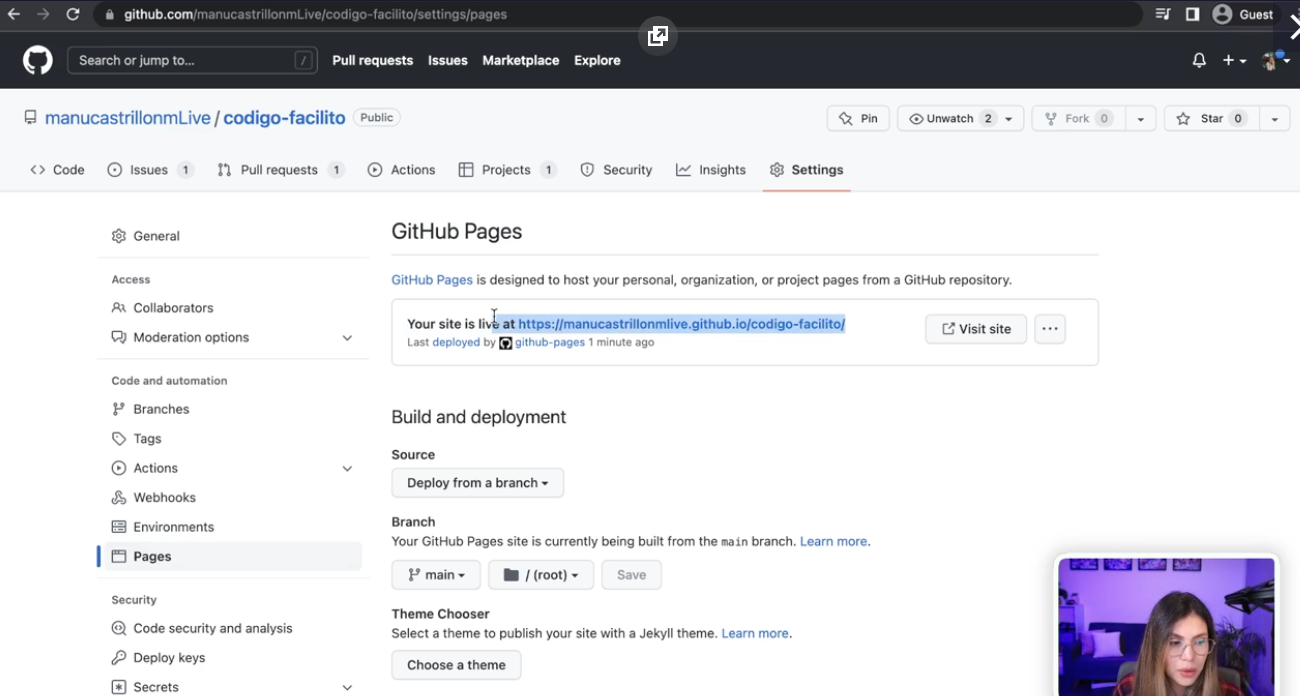 github.com/manucastrillonmLive/codigo-facilito/settings/pages
Guest
Search or jump to... /
Pull requests Issues Marketplace Explore
manucastrillonmLive / codigo-facilito Public
Pin Unwatch 2 Fork 0 Star 0
Code Issues 1 Pull requests 1 Actions Projects 1 Security Insights Settings
General
Access
Collaborators
Moderation options
Code and automation
Branches
Tags
Actions
Webhooks
Environments
Pages
Security
Code security and analysis
Deploy keys
Secrets
GitHub Pages
GitHub Pages is designed to host your personal, organization, or project pages from a GitHub repository.
Your site is live at https://manucastrillonmlive.github.io/codigo-facilito/
Last deployed by github-pages 1 minute ago
Visit site ...
Build and deployment
Source
Deploy from a branch
Branch
Your GitHub Pages site is currently being built from the main branch. Learn more.
main / (root) Save
Theme Chooser
Select a theme to publish your site with a Jekyll theme. Learn more.
Choose a theme